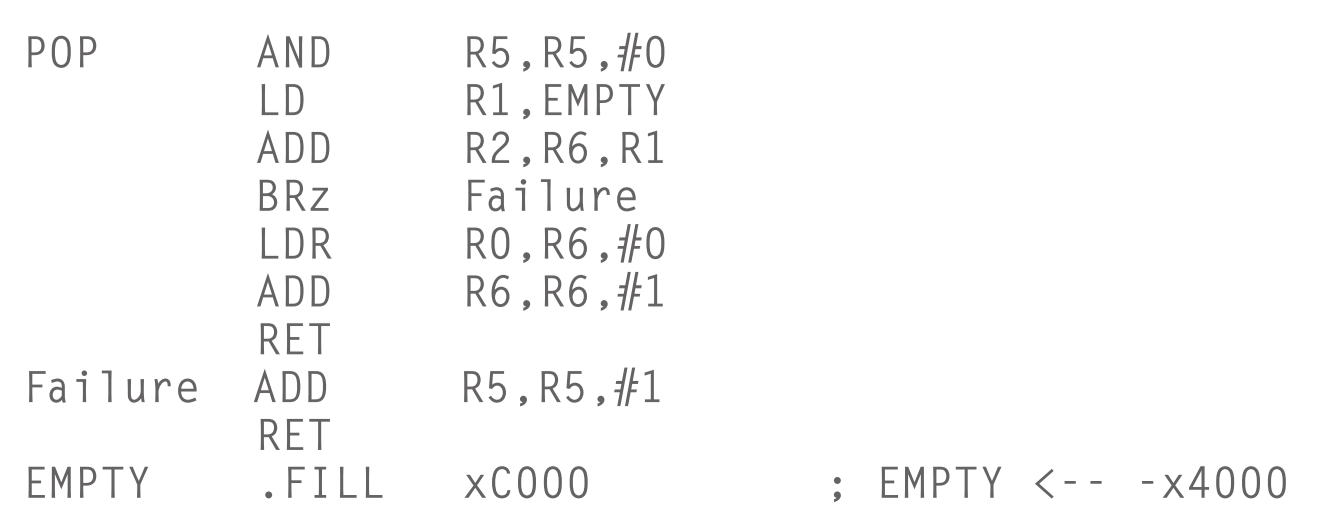 POP AND R5,R5,#0
LD R1,EMPTY
ADD R2,R6,R1
BRz Failure
LDR R0,R6,#0
ADD R6,R6,#1
RET
Failure ADD R5,R5,#1
RET
EMPTY .FILL xC000 ; EMPTY <-- -x4000